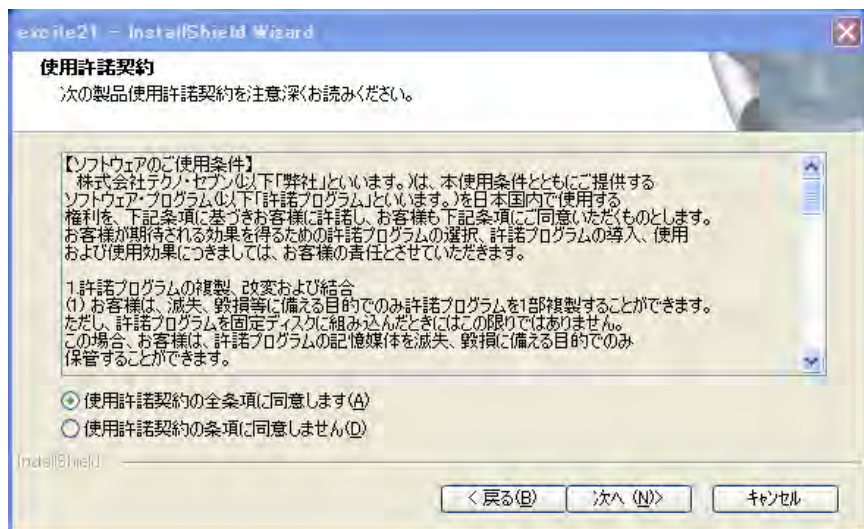 excite21 - InstallShield Wizard
使用許諾契約
次の製品使用許諾契約を注意深くお読みください。
【ソフトウェアのご使用条件】
株式会社テクノ・セブン(以下「弊社」といいます。)は、本使用条件とともにご提供する
ソフトウェア・プログラム(以下「許諾プログラム」といいます。)を日本国内で使用する
権利を、下記条項に基づきお客様に許諾し、お客様も下記条項にご同意いただくものとします。
お客様が期待される効果を得るための許諾プログラムの選択、許諾プログラムの導入、使用
および使用効果につきましては、お客様の責任とさせていただきます。
1.許諾プログラムの複製、改変および結合
(1) お客様は、滅失、毀損等に備える目的でのみ許諾プログラムを1部複製することができます。
ただし、許諾プログラムを固定ディスクに組み込んだときにはこの限りではありません。
この場合、お客様は、許諾プログラムの記憶媒体を滅失、毀損に備える目的でのみ
保管することができます。
使用許諾契約の全条項に同意します(A)
使用許諾契約の条項に同意しません(D)
InstallShield
< 戻る(B)
次へ (N)>
キャンセル